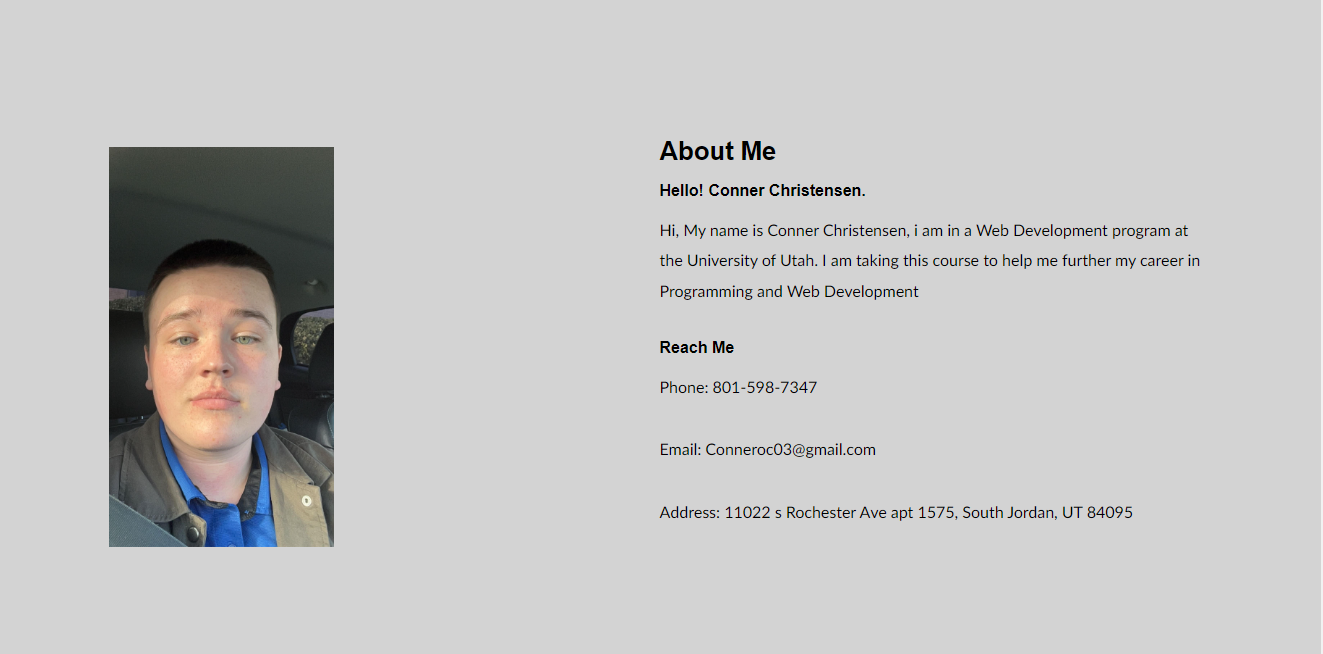 About Me
Hello! Conner Christensen.
Hi, My name is Conner Christensen, i am in a Web Development program at
the University of Utah. I am taking this course to help me further my career in
Programming and Web Development
Reach Me
Phone: 801-598-7347
Email: Conneroc03@gmail.com
Address: 11022 s Rochester Ave apt 1575, South Jordan, UT 84095